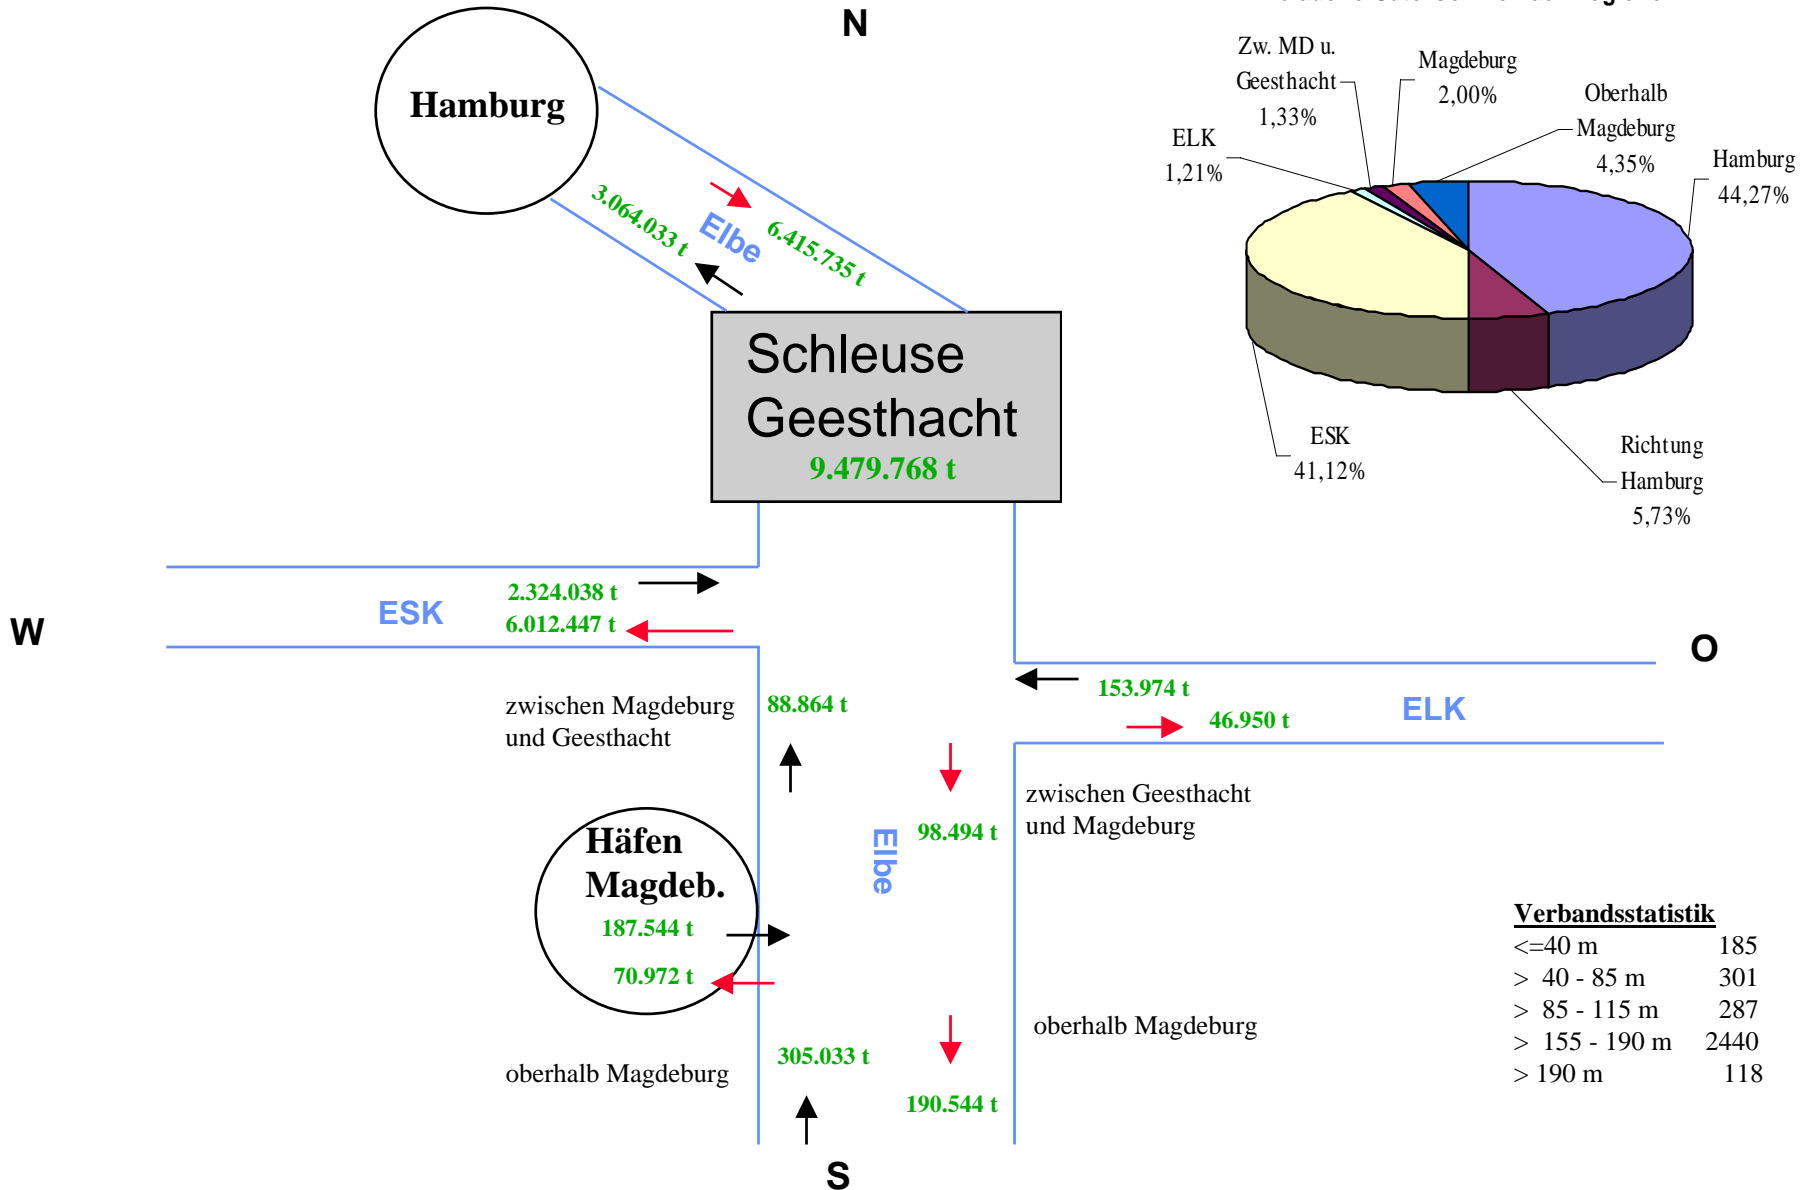 N
Hamburg
3.064.033 t
Elbe
6.415.735 t
Schleuse
Geesthacht
9.479.768 t
Zw. MD u.
Geesthacht
1,33%
Magdeburg
2,00%
Oberhalb
Magdeburg
4,35%
ELK
1,21%
Hamburg
44,27%
ESK
41,12%
Richtung
Hamburg
5,73%
W
ESK
2.324.038 t
6.012.447 t
O
153.974 t
46.950 t
ELK
zwischen Magdeburg
und Geesthacht
88.864 t
zwischen Geesthacht
und Magdeburg
98.494 t
Elbe
Häfen
Magdeb.
187.544 t
70.972 t
oberhalb Magdeburg
305.033 t
oberhalb Magdeburg
190.544 t
S
Verbandsstatistik
<=40 m 185
> 40 - 85 m 301
> 85 - 115 m 287
> 155 - 190 m 2440
> 190 m 118